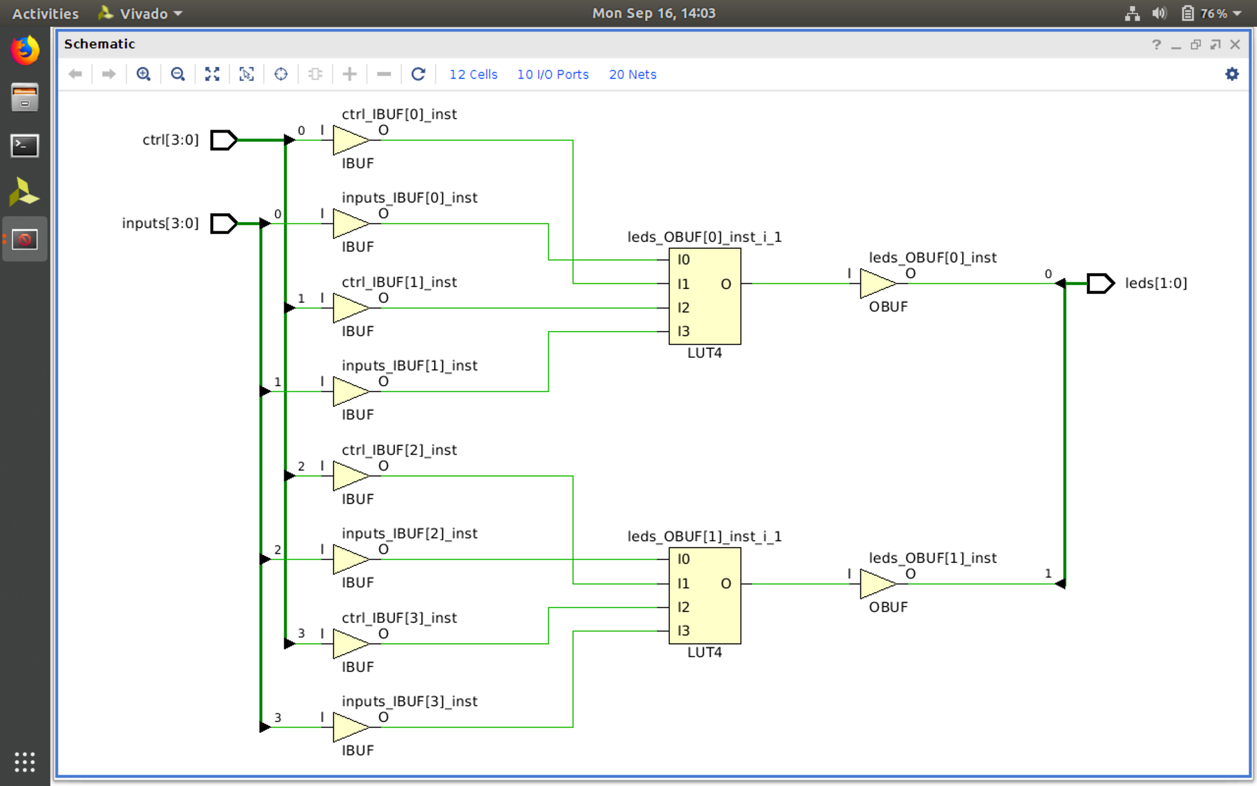 Activities Vivado Mon Sep 16, 14:03 76%
Schematic
12 Cells 10 I/O Ports 20 Nets
ctrl_IBUF[0]_inst
ctrl[3:0] 0 I O
IBUF
inputs_IBUF[0]_inst
inputs[3:0] 0 I O
IBUF
leds_OBUF[0]_inst_i_1
I0
I1 O
I2
I3
LUT4
leds_OBUF[0]_inst
I O 0 leds[1:0]
OBUF
ctrl_IBUF[1]_inst
1 I O
IBUF
inputs_IBUF[1]_inst
1 I O
IBUF
ctrl_IBUF[2]_inst
2 I O
IBUF
inputs_IBUF[2]_inst
2 I O
IBUF
leds_OBUF[1]_inst_i_1
I0
I1 O
I2
I3
LUT4
leds_OBUF[1]_inst
I O 1
OBUF
ctrl_IBUF[3]_inst
3 I O
IBUF
inputs_IBUF[3]_inst
3 I O
IBUF